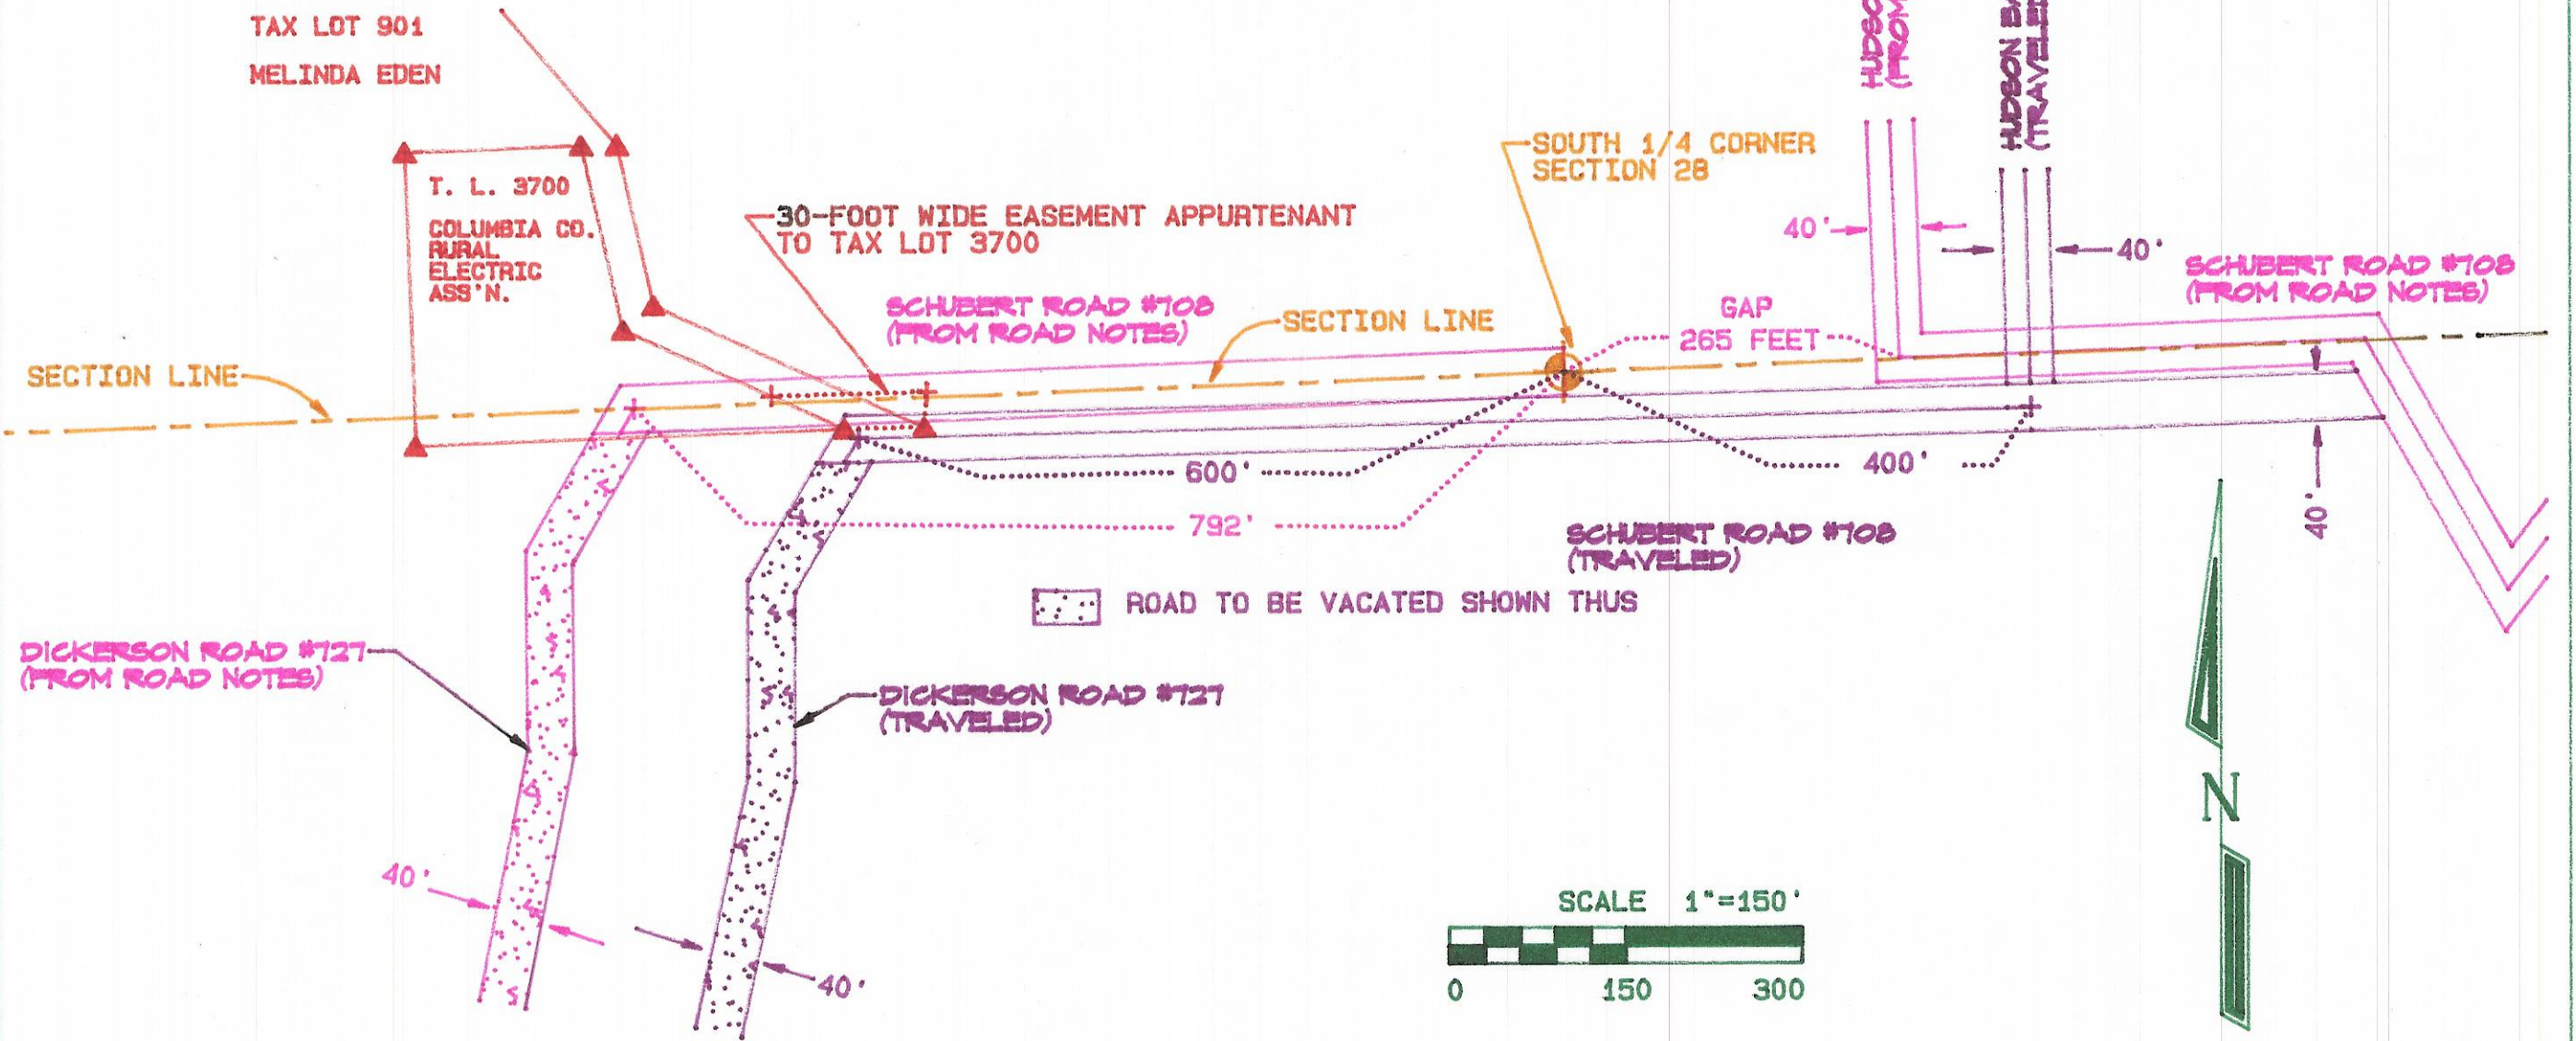 TAX LOT 901
MELINDA EDEN
T. L. 3700
COLUMBIA CO.
RURAL
ELECTRIC
ASS'N.
30-FOOT WIDE EASEMENT APPURTENANT
TO TAX LOT 3700
SCHUBERT ROAD #708
(FROM ROAD NOTES)
SECTION LINE
SECTION LINE
SOUTH 1/4 CORNER
SECTION 28
(FROM
HUDSON
(TRAVELED
40'
40'
GAP
265 FEET
SCHUBERT ROAD #708
(FROM ROAD NOTES)
600'
400'
792'
40'
SCHUBERT ROAD #708
(TRAVELED)
ROAD TO BE VACATED SHOWN THUS
DICKERSON ROAD #727
(FROM ROAD NOTES)
DICKERSON ROAD #727
(TRAVELED)
40'
40'
SCALE 1"=150'
0 150 300
N